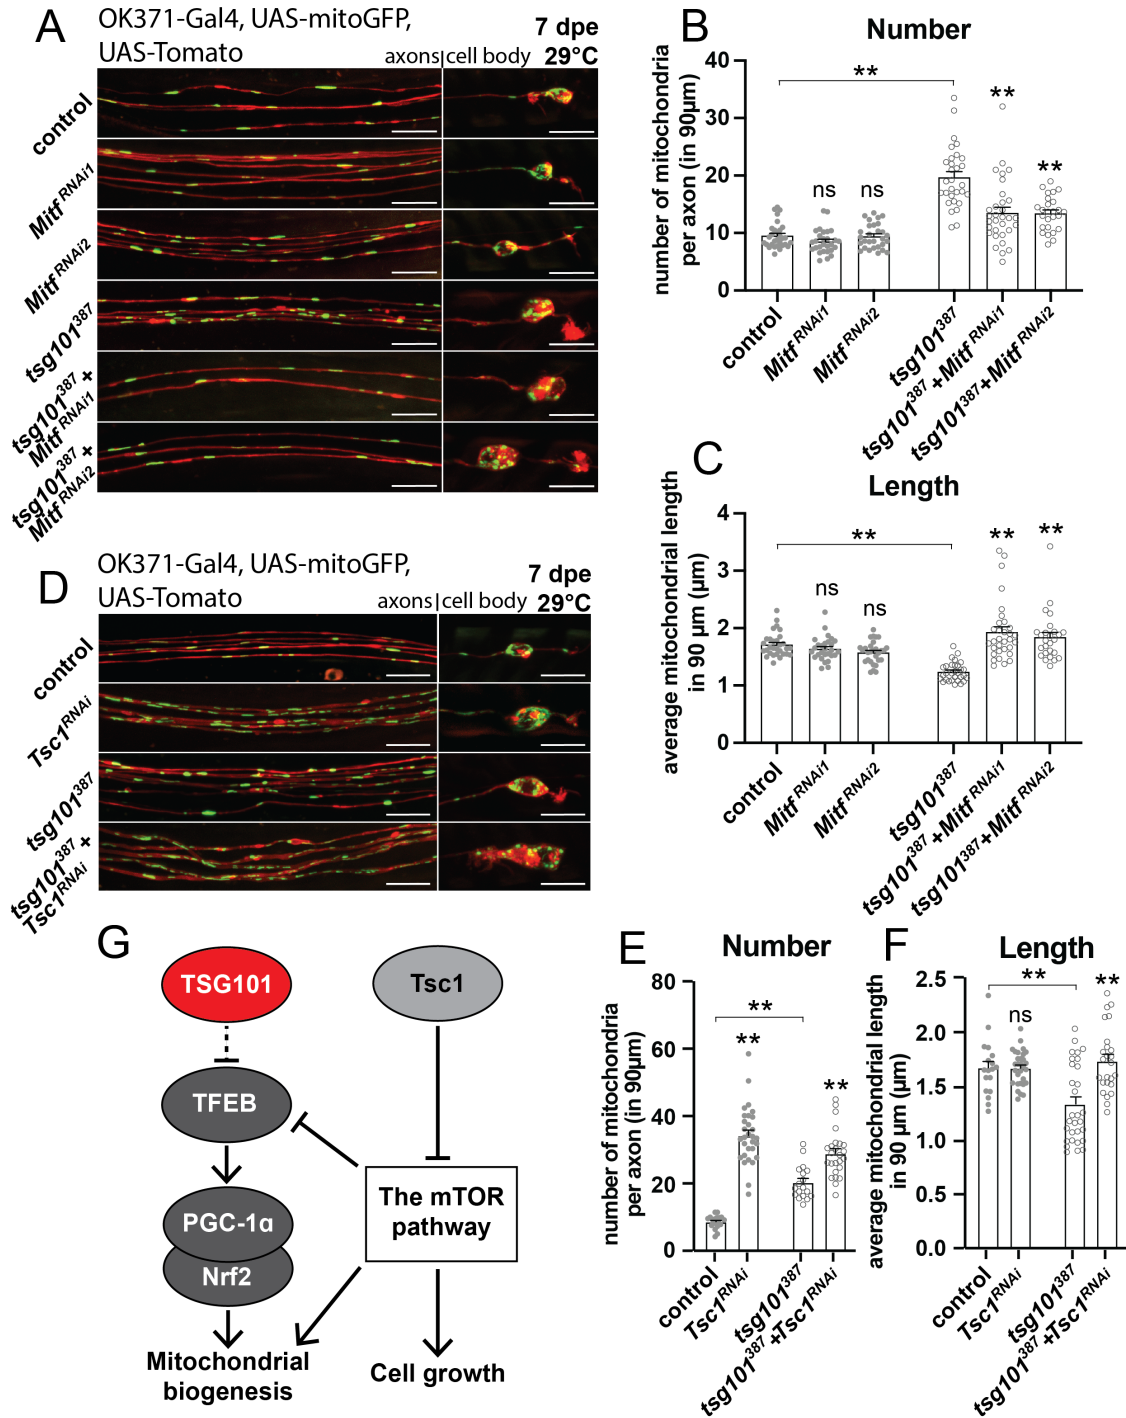 A
OK371-Gal4, UAS-mitoGFP,
UAS-Tomato
7 dpe
29°C
axons|cell body
control
Mitf RNAi1
Mitf RNAi2
tsg101 387
tsg101 387 +
Mitf RNAi1
tsg101 387 +
Mitf RNAi2
B
Number
number of mitochondria
per axon (in 90µm)
40
30
20
10
0
**
ns
ns
**
**
control
Mitf RNAi1
Mitf RNAi2
tsg101 387
tsg101 387 +Mitf RNAi1
tsg101 387+Mitf RNAi2
C
Length
average mitochondrial length
in 90 µm (µm)
4
3
2
1
0
**
ns
ns
**
**
control
Mitf RNAi1
Mitf RNAi2
tsg101 387
tsg101 387 +Mitf RNAi1
tsg101 387+Mitf RNAi2
D
OK371-Gal4, UAS-mitoGFP,
UAS-Tomato
7 dpe
29°C
axons|cell body
control
Tsc1 RNAi
tsg101 387
tsg101 387 +
Tsc1 RNAi
E
Number
number of mitochondria
per axon (in 90µm)
80
60
40
20
0
**
**
**
control
Tsc1 RNAi
tsg101 387
tsg101 387 +Tsc1 RNAi
F
Length
average mitochondrial length
in 90 µm (µm)
2.5
2.0
1.5
1.0
0.5
0.0
**
ns
**
control
Tsc1 RNAi
tsg101 387
tsg101 387 +Tsc1 RNAi
G
TSG101
Tsc1
TFEB
The mTOR
pathway
PGC-1α
Nrf2
Mitochondrial
biogenesis
Cell growth